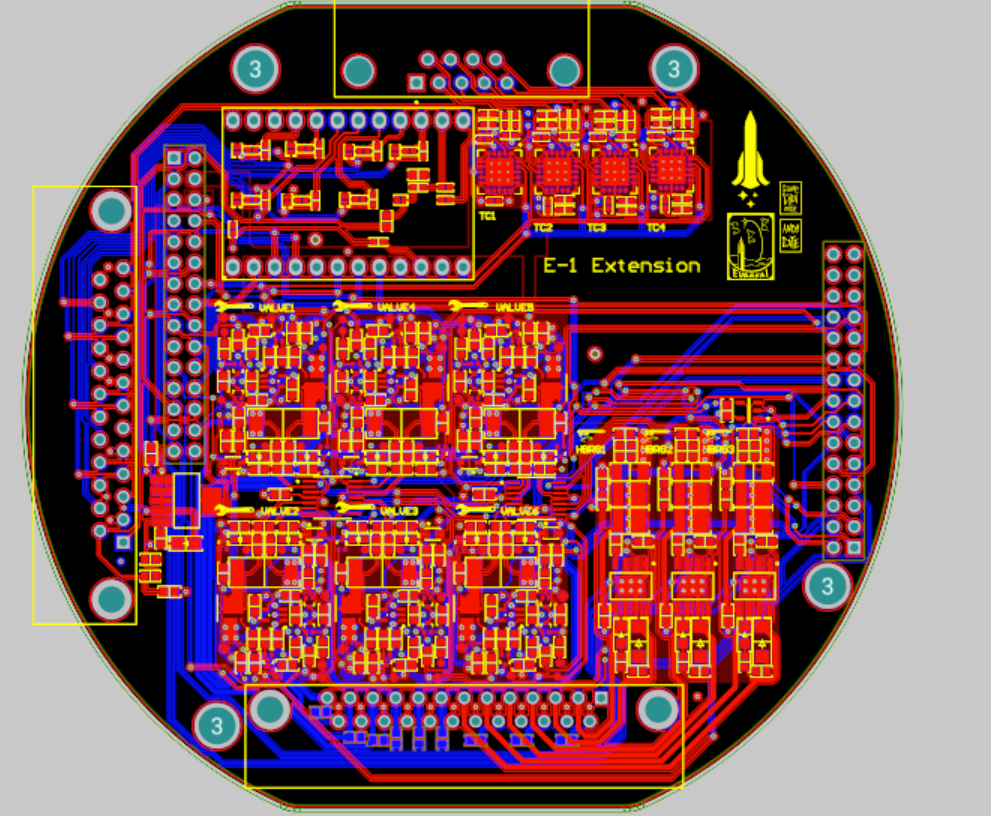 3
3
TC1
TC2
TC3
TC4
E-1 Extension
VALVE1
VALVE4
VALVE5
HBRG1
HBRG2
HBRG3
VALVE2
VALVE3
VALVE6
3
3